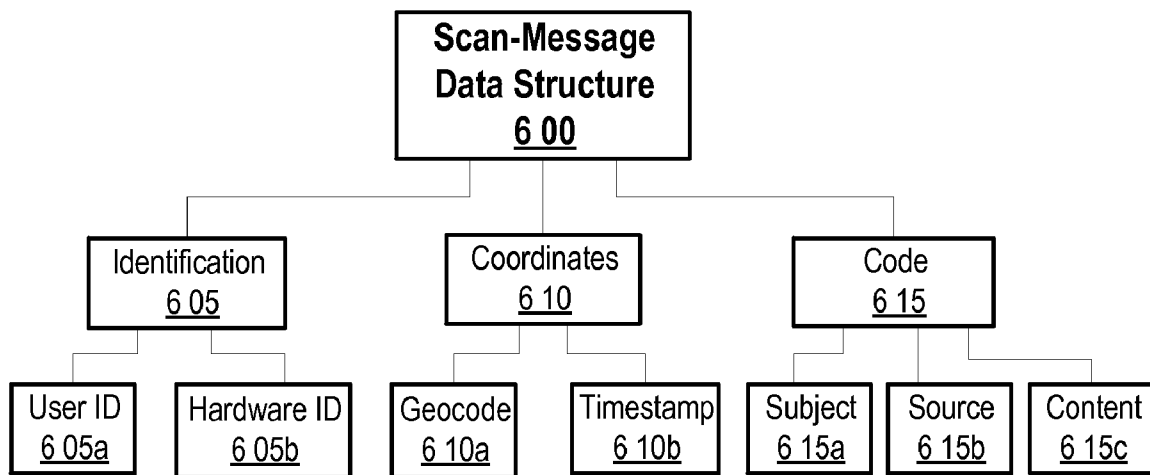 Scan-Message
Data Structure
6 00
Identification
6 05
Coordinates
6 10
Code
6 15
User ID
6 05a
Hardware ID
6 05b
Geocode
6 10a
Timestamp
6 10b
Subject
6 15a
Source
6 15b
Content
6 15c